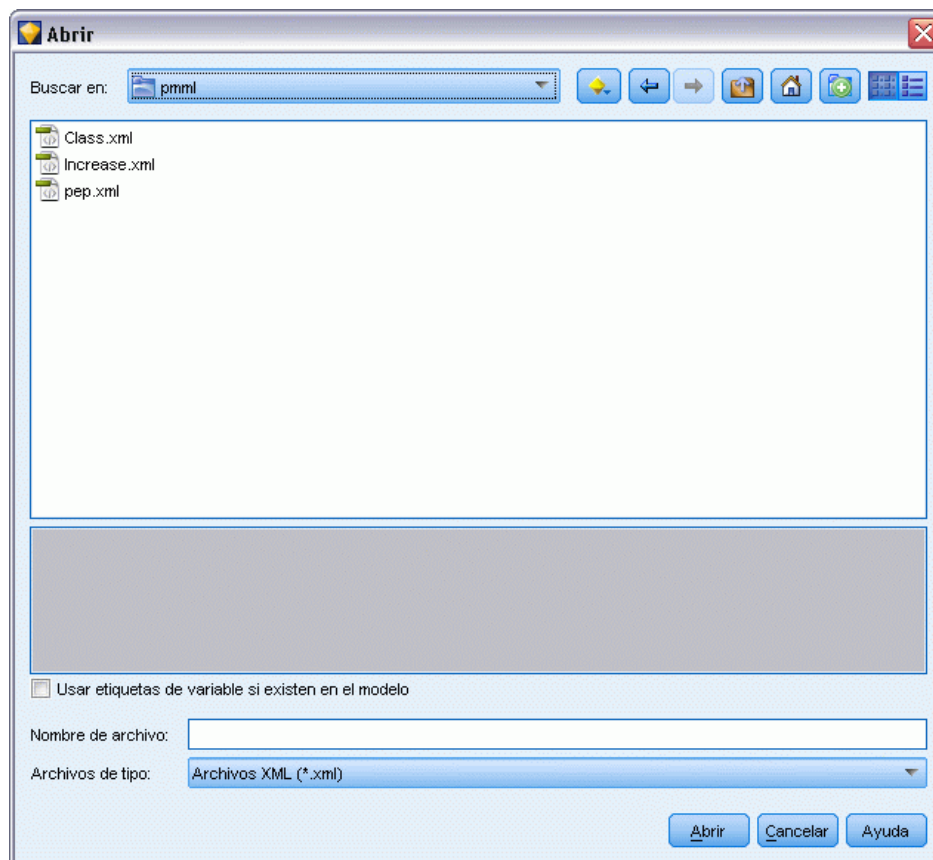 Abrir
Buscar en: pmml
Class.xml
Increase.xml
pep.xml
Usar etiquetas de variable si existen en el modelo
Nombre de archivo:
Archivos de tipo: Archivos XML (*.xml)
Abrir Cancelar Ayuda